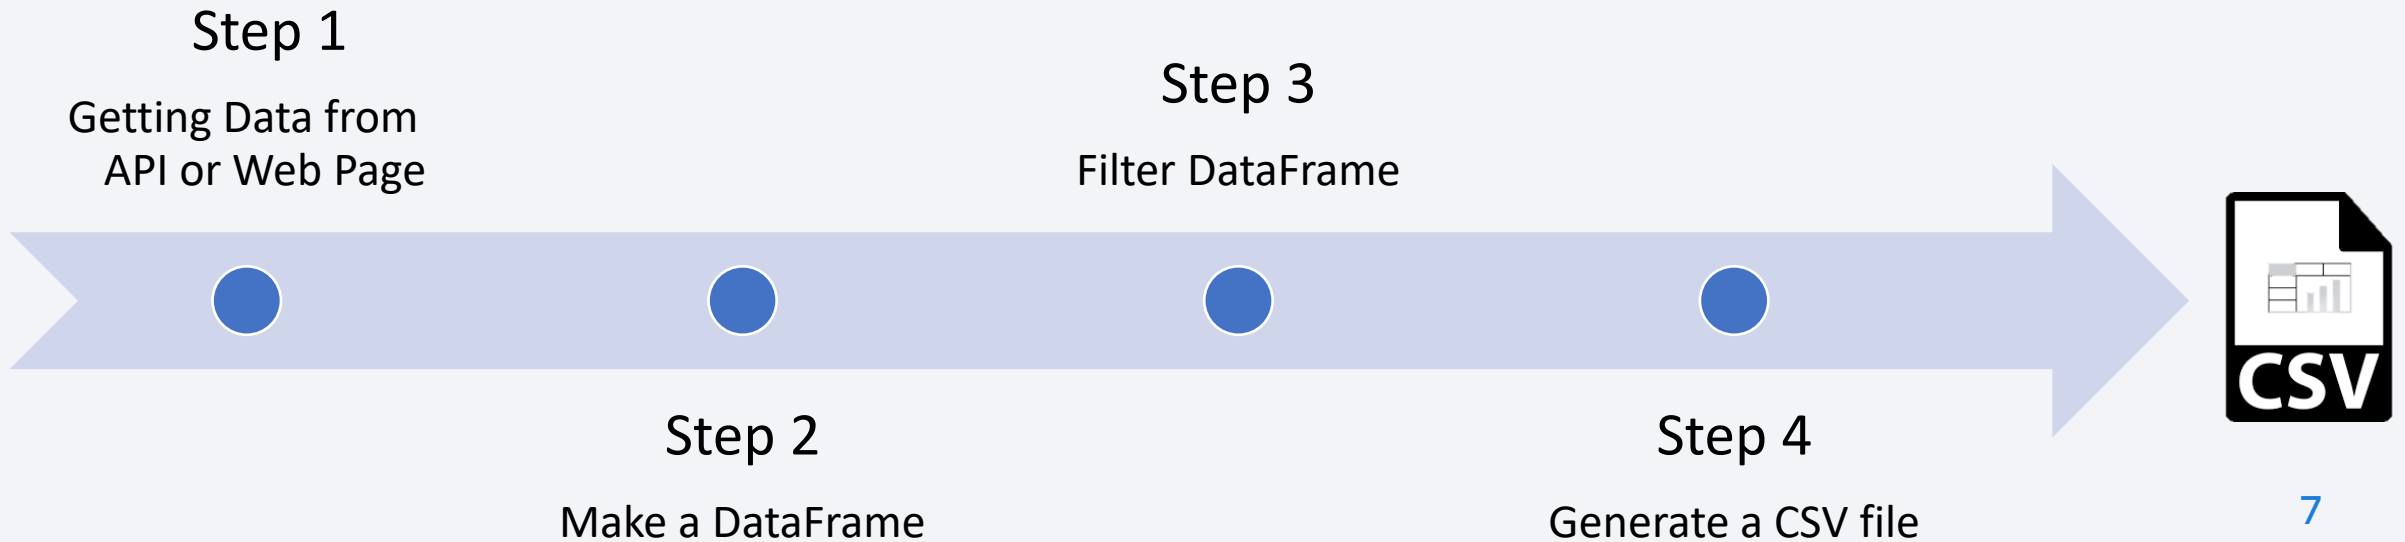 Step 1
Getting Data from
API or Web Page
Step 2
Make a DataFrame
Step 3
Filter DataFrame
Step 4
Generate a CSV file
CSV
7